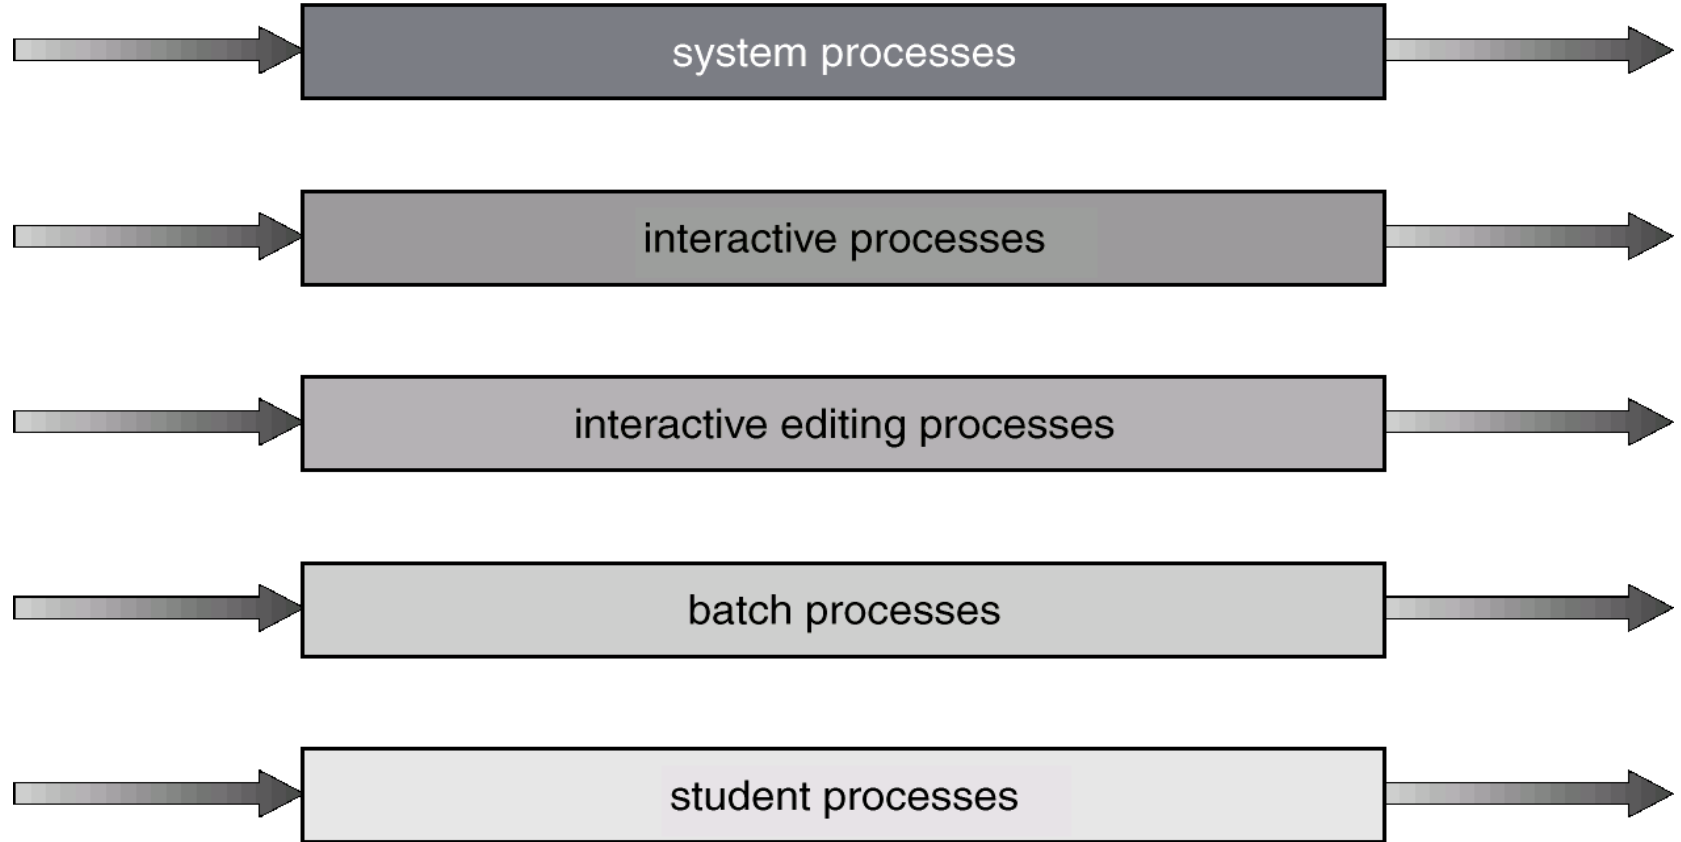 system processes
interactive processes
interactive editing processes
batch processes
student processes